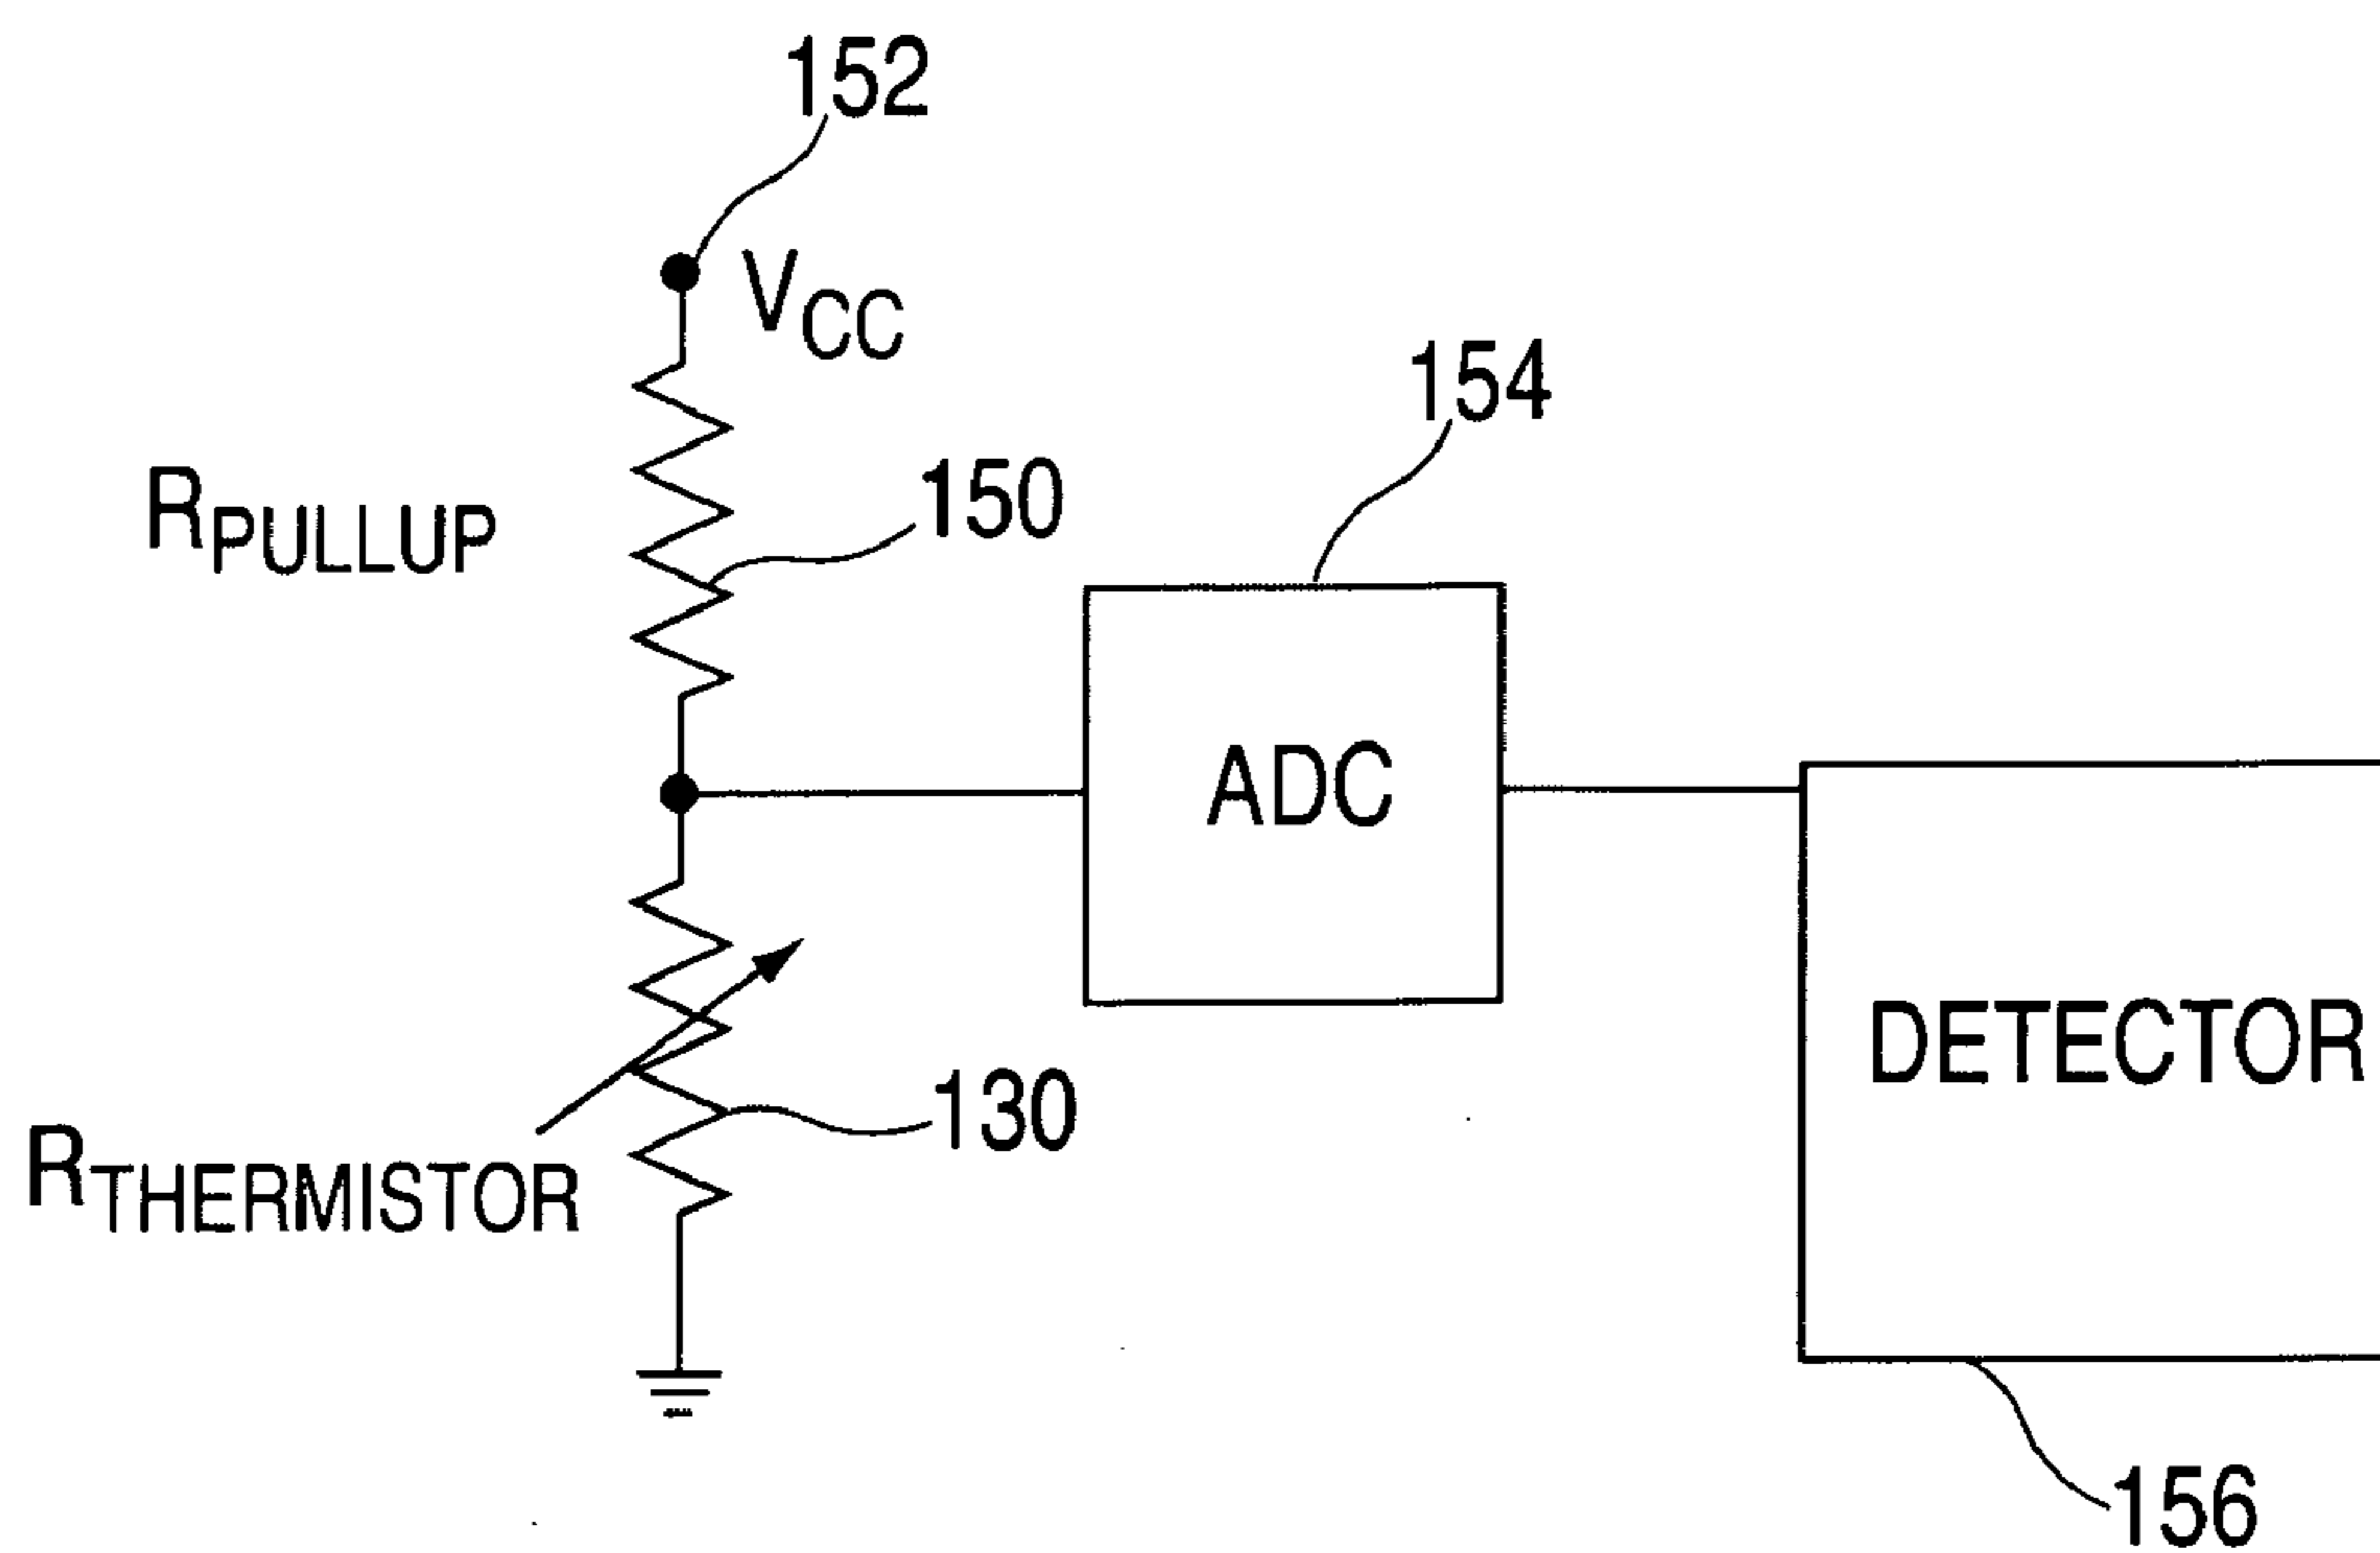 152
VCC
154
RPULLUP
150
ADC
DETECTOR
130
RTHERMISTOR
156